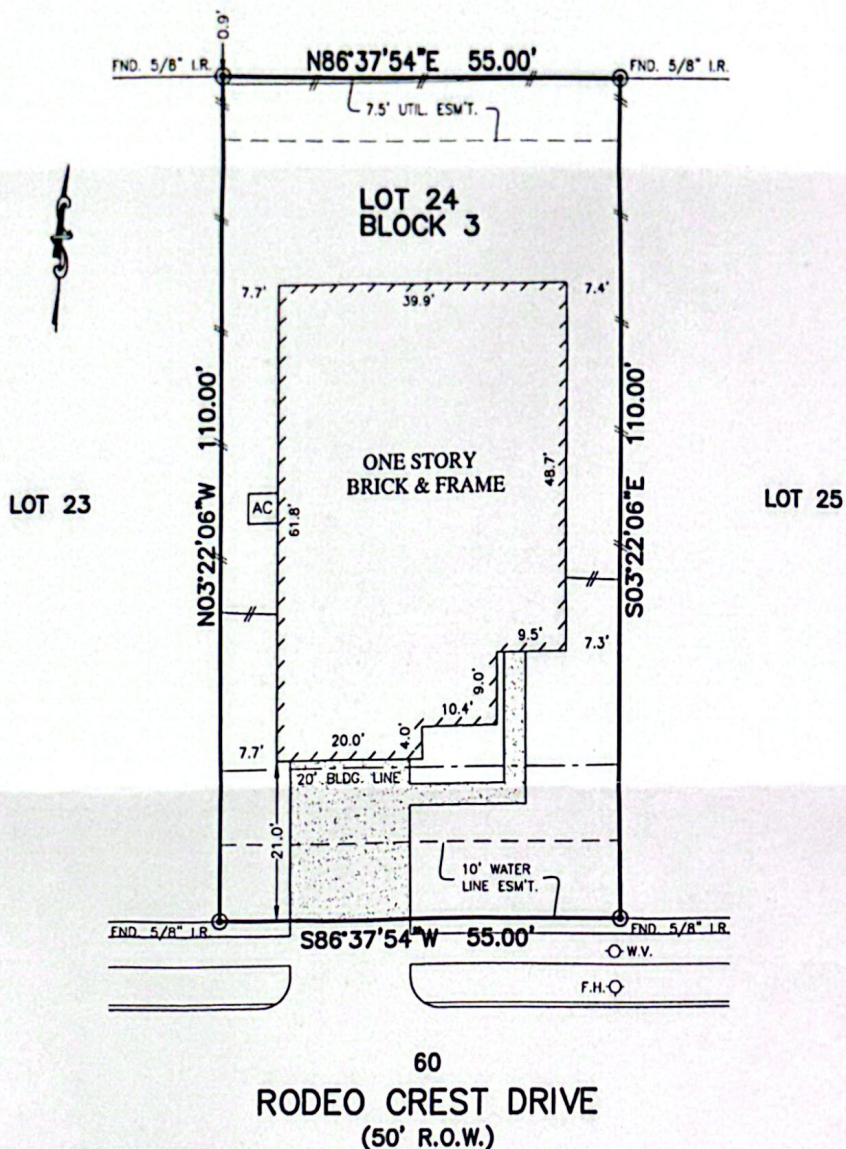 0.9'
FND. 5/8" I.R.
N86°37'54"E 55.00'
FND. 5/8" I.R.
7.5' UTIL. ESM'T.
LOT 24
BLOCK 3
7.7'
39.9'
7.4'
N03°22'06"W 110.00'
S03°22'06"E 110.00'
ONE STORY
BRICK & FRAME
48.7'
LOT 23
AC
61.8'
LOT 25
9.5'
7.3'
9.0'
10.4'
20.0'
4.0'
7.7'
20' BLDG. LINE
21.0'
10' WATER
LINE ESM'T.
FND. 5/8" I.R.
S86°37'54"W 55.00'
FND. 5/8" I.R.
W.V.
F.H.
60
RODEO CREST DRIVE
(50' R.O.W.)